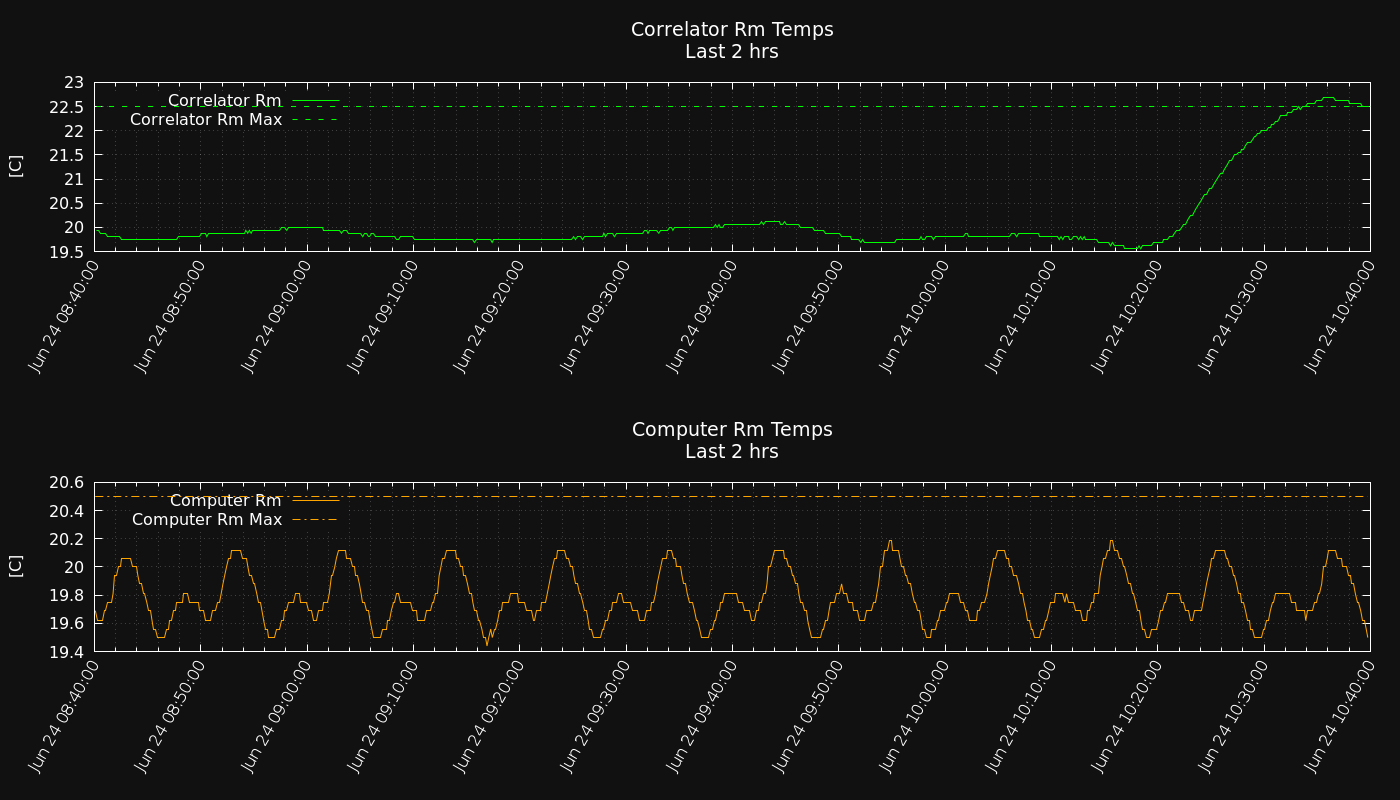 Correlator Rm Temps
Last 2 hrs
23
22.5
22
21.5
21
20.5
20
19.5
[C]
Correlator Rm
Correlator Rm Max
Jun 24 08:40:00
Jun 24 08:50:00
Jun 24 09:00:00
Jun 24 09:10:00
Jun 24 09:20:00
Jun 24 09:30:00
Jun 24 09:40:00
Jun 24 09:50:00
Jun 24 10:00:00
Jun 24 10:10:00
Jun 24 10:20:00
Jun 24 10:30:00
Jun 24 10:40:00
Computer Rm Temps
Last 2 hrs
20.6
20.4
20.2
20
19.8
19.6
19.4
[C]
Computer Rm
Computer Rm Max
Jun 24 08:40:00
Jun 24 08:50:00
Jun 24 09:00:00
Jun 24 09:10:00
Jun 24 09:20:00
Jun 24 09:30:00
Jun 24 09:40:00
Jun 24 09:50:00
Jun 24 10:00:00
Jun 24 10:10:00
Jun 24 10:20:00
Jun 24 10:30:00
Jun 24 10:40:00